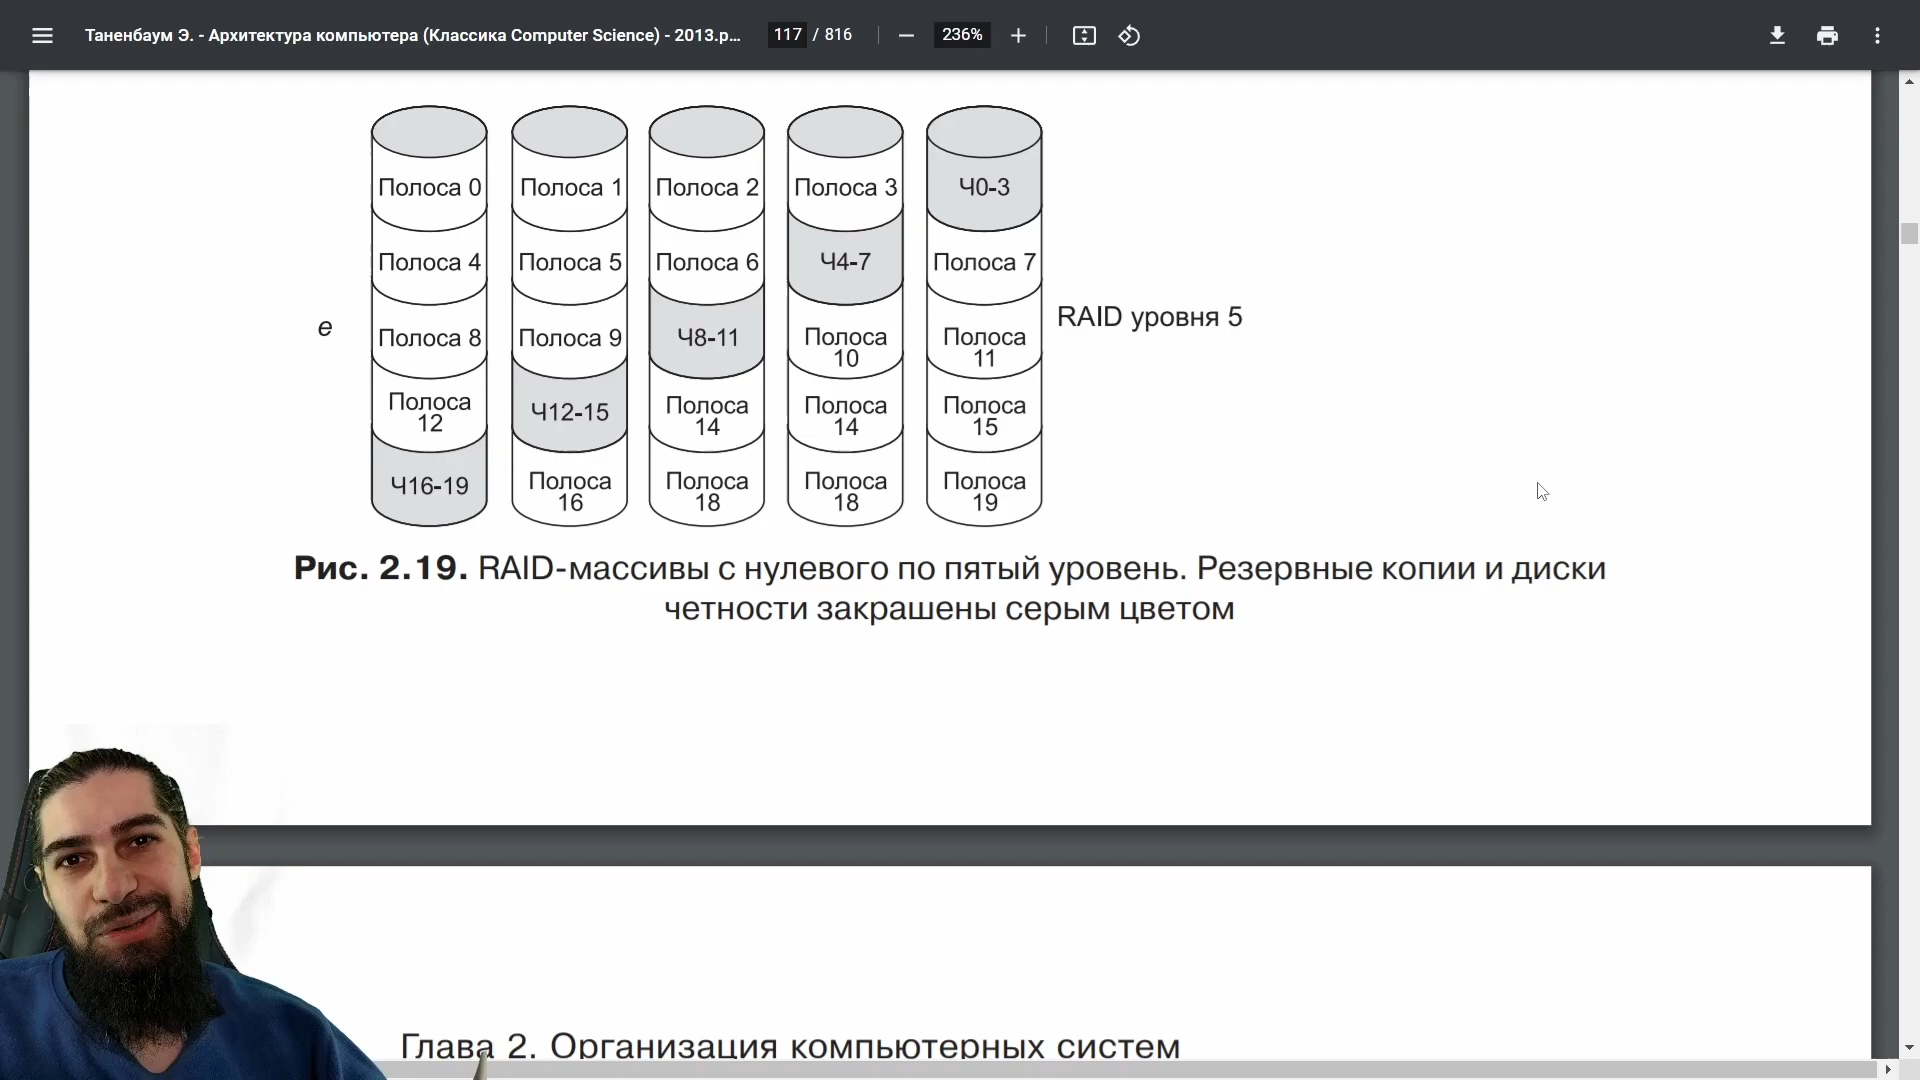 Таненбаум Э. - Архитектура компьютера (Классика Computer Science) - 2013.p... 117 / 816 236%
Полоса 0 Полоса 1 Полоса 2 Полоса 3 Ч0-3
Полоса 4 Полоса 5 Полоса 6 Ч4-7 Полоса 7
е Полоса 8 Полоса 9 Ч8-11 Полоса 10 Полоса 11 RAID уровня 5
Полоса 12 Ч12-15 Полоса 14 Полоса 14 Полоса 15
Ч16-19 Полоса 16 Полоса 18 Полоса 18 Полоса 19
Рис. 2.19. RAID-массивы с нулевого по пятый уровень. Резервные копии и диски
четности закрашены серым цветом
Глава 2. Организация компьютерных систем